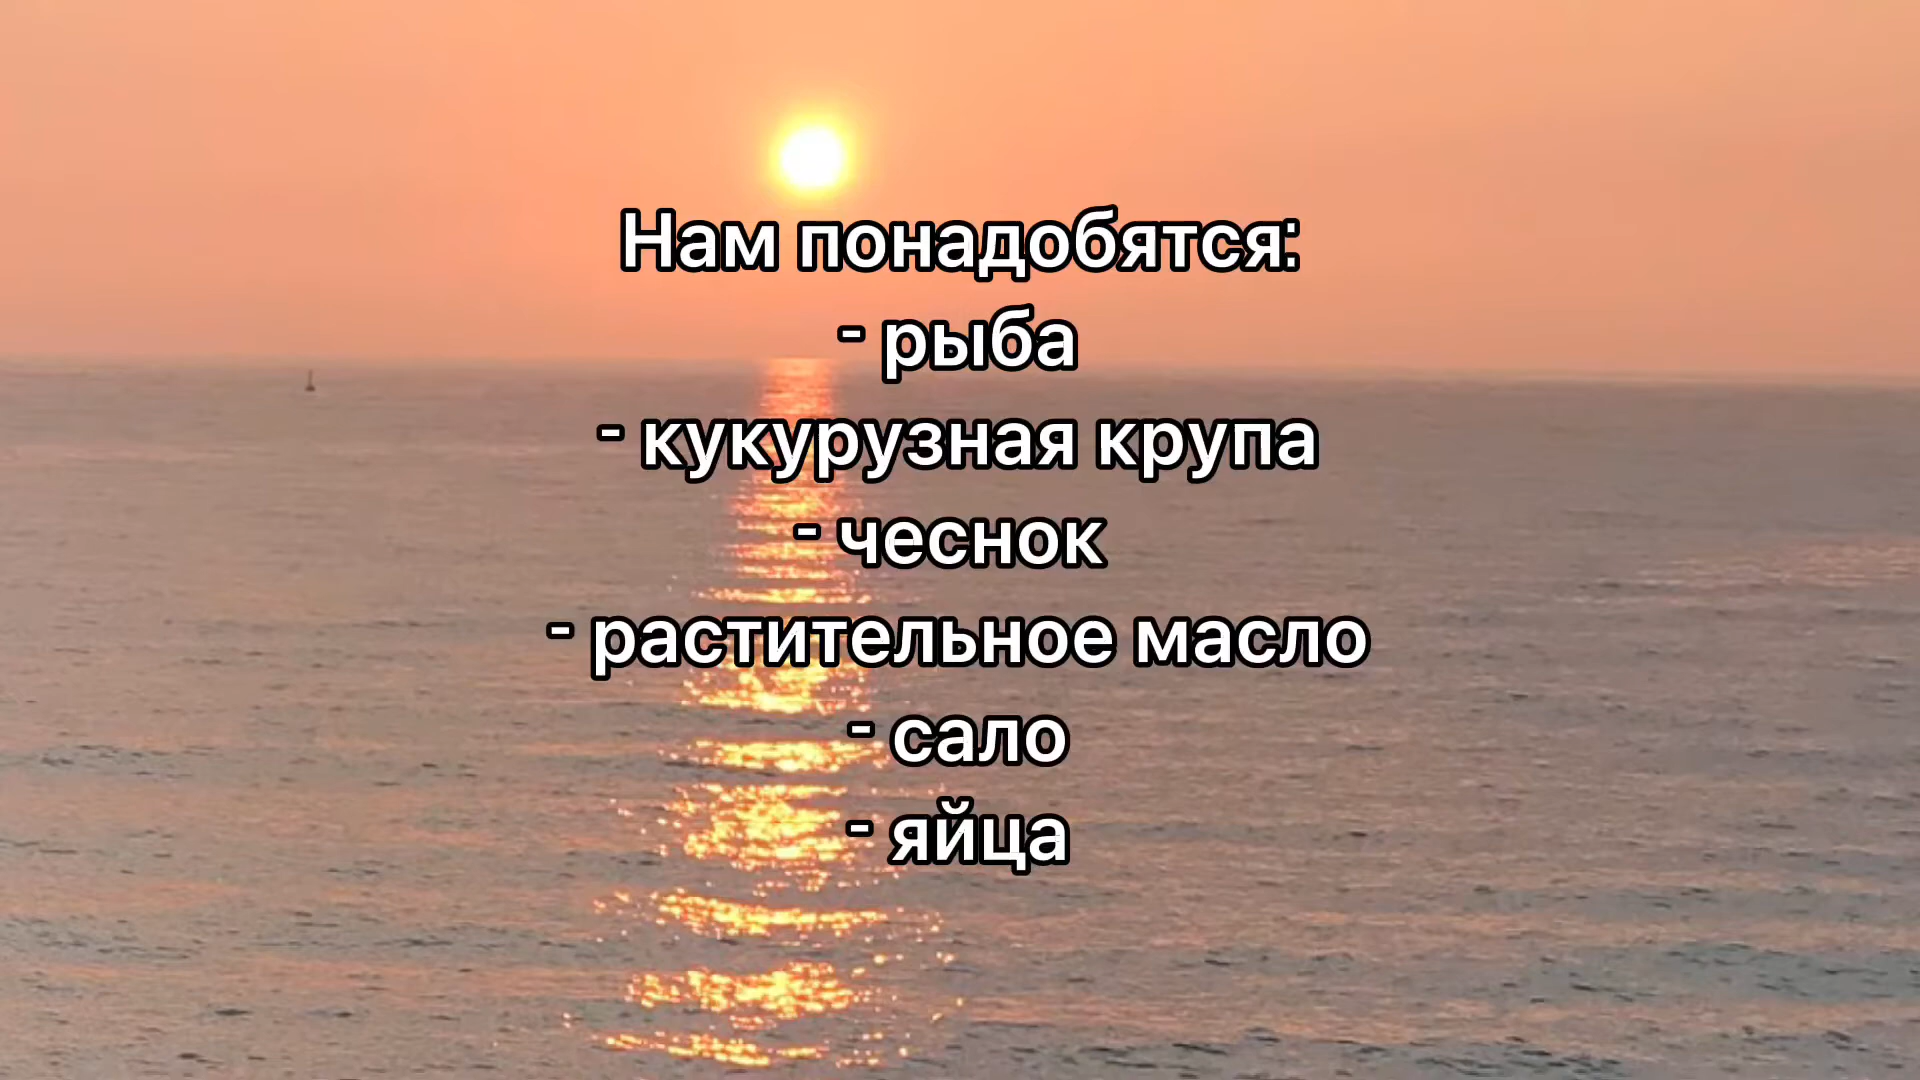 Нам понадобятся:
- рыба
- кукурузная крупа
- чеснок
- растительное масло
- сало
- яйца